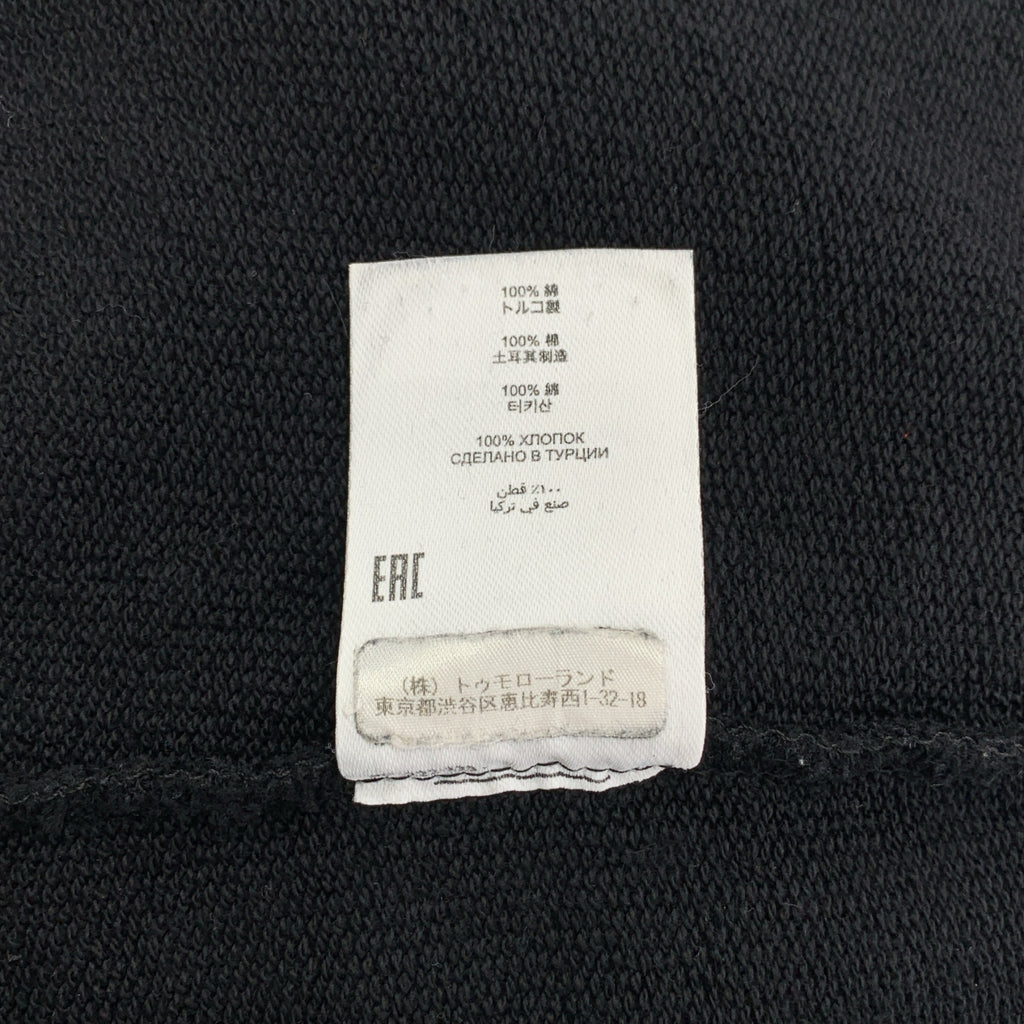 100% 綿
トルコ製
100% 棉
土耳其制造
100% 綿
터키산
100% ХЛОПОК
СДЕЛАНО В ТУРЦИИ
١٠٠٪ قطن
صنع في تركيا
EAC
(株) トゥモローランド
東京都渋谷区恵比寿西1-32-18